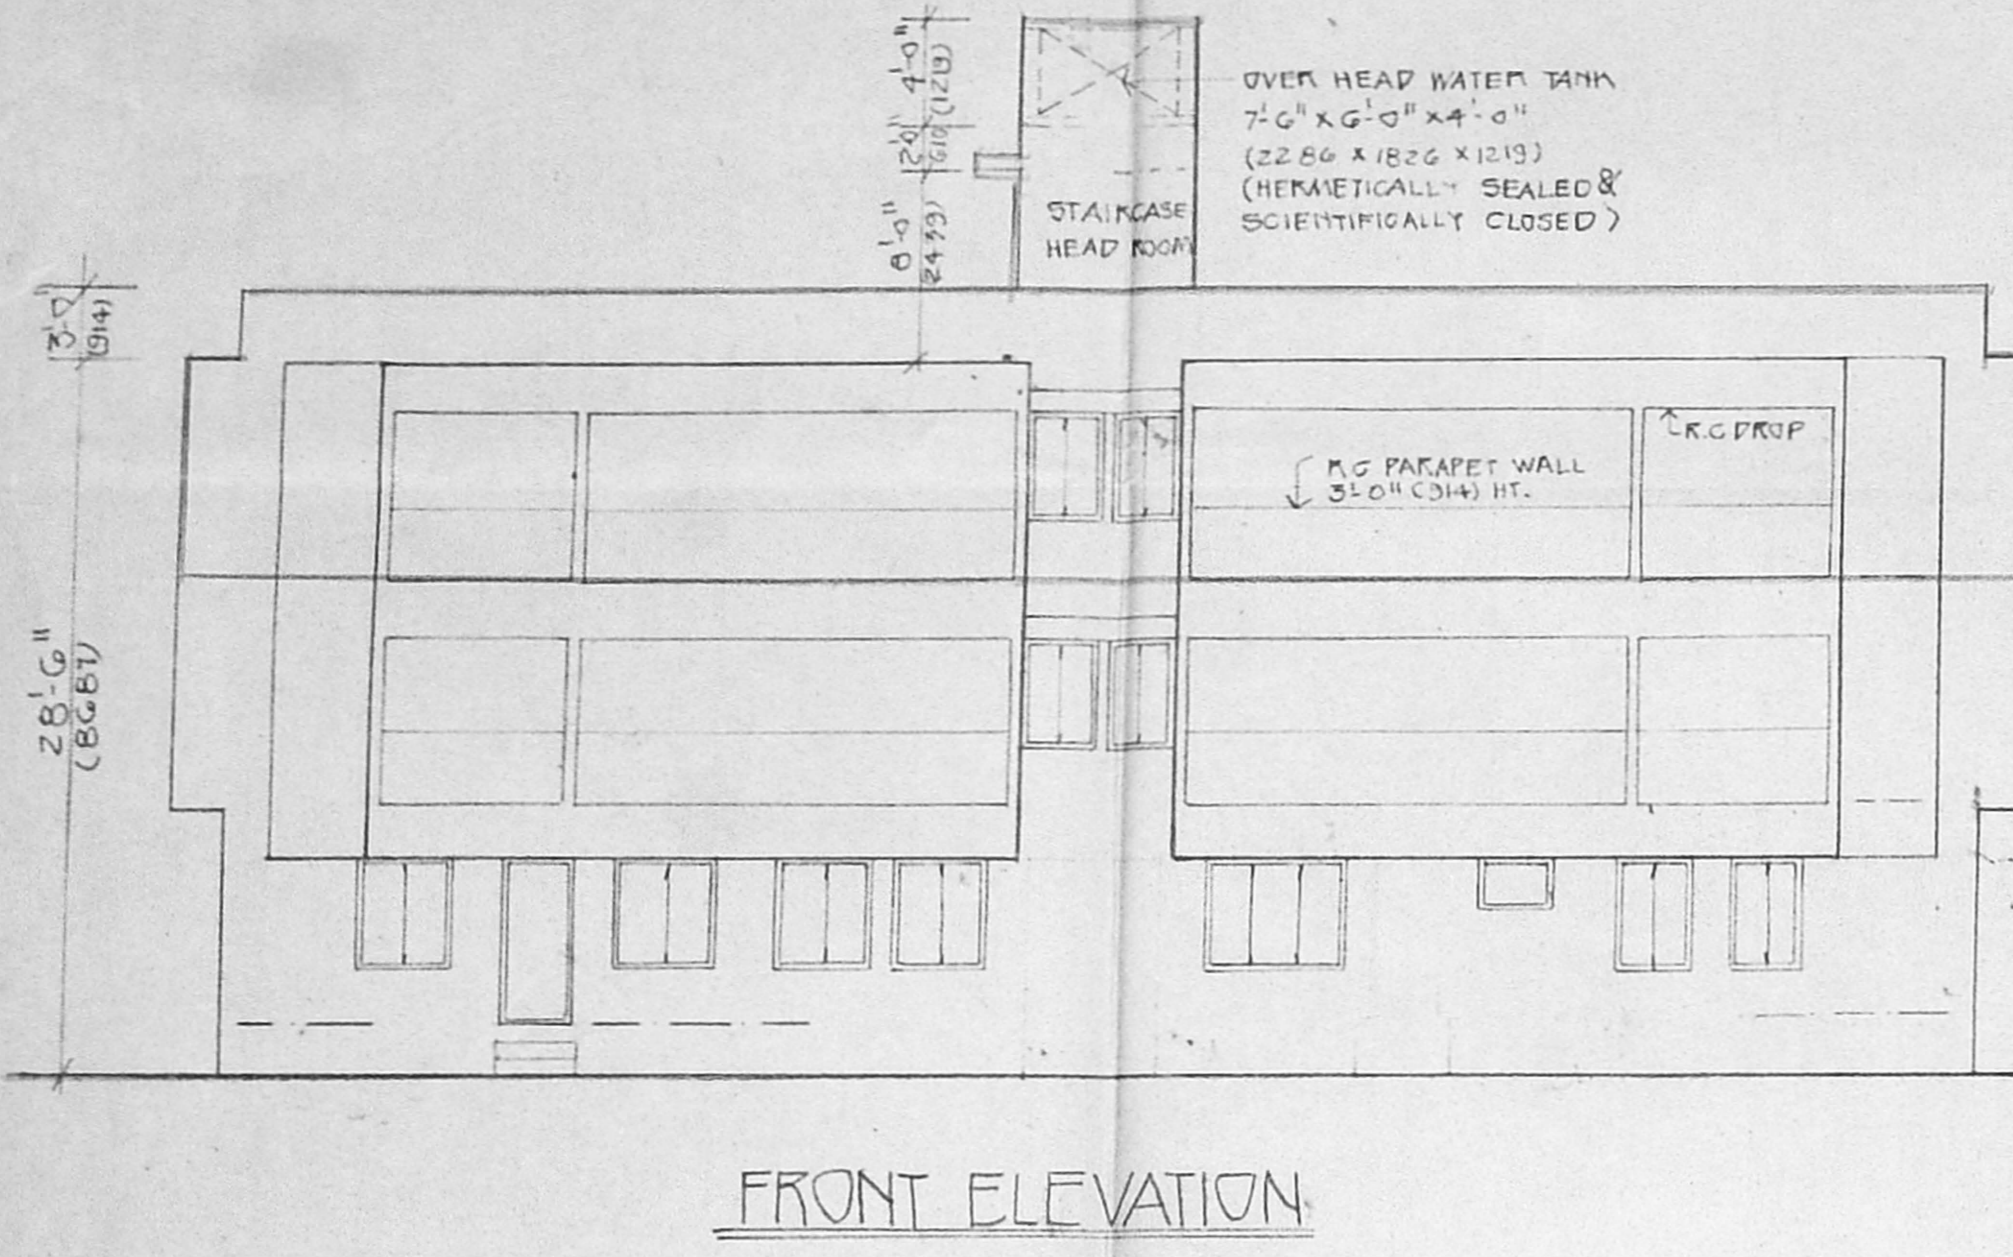 4'-0"
(1219)
2'0"
610
8'-0"
2439)
OVER HEAD WATER TANK
7'-6" x 6'-0" x 4'-0"
(2286 x 1826 x 1219)
(HERMETICALLY SEALED &
SCIENTIFICALLY CLOSED)
STAIRCASE
HEAD ROOM
3'-0"
(914)
R.C DROP
RC PARAPET WALL
3'-0" (914) HT.
28'-6"
(8687)
FRONT ELEVATION